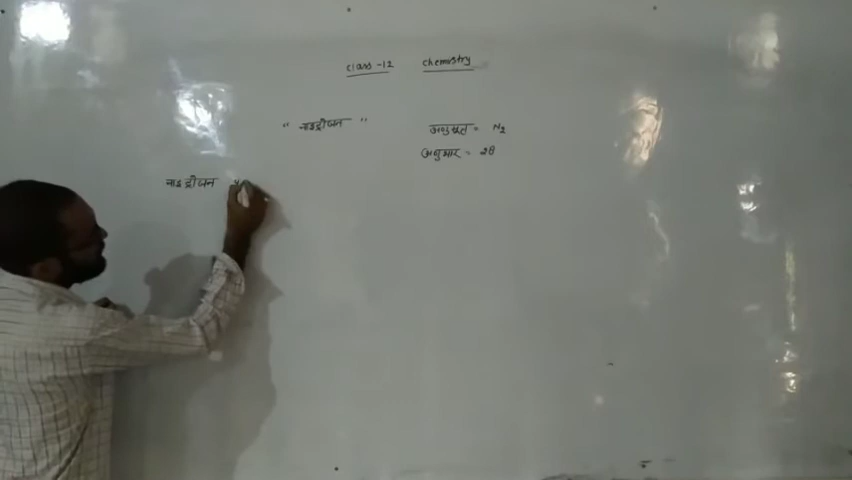 Class -12 Chemistry
" नाइट्रोजन " अणुसूत्र = N2
अणुभार = 28
नाइट्रोजन